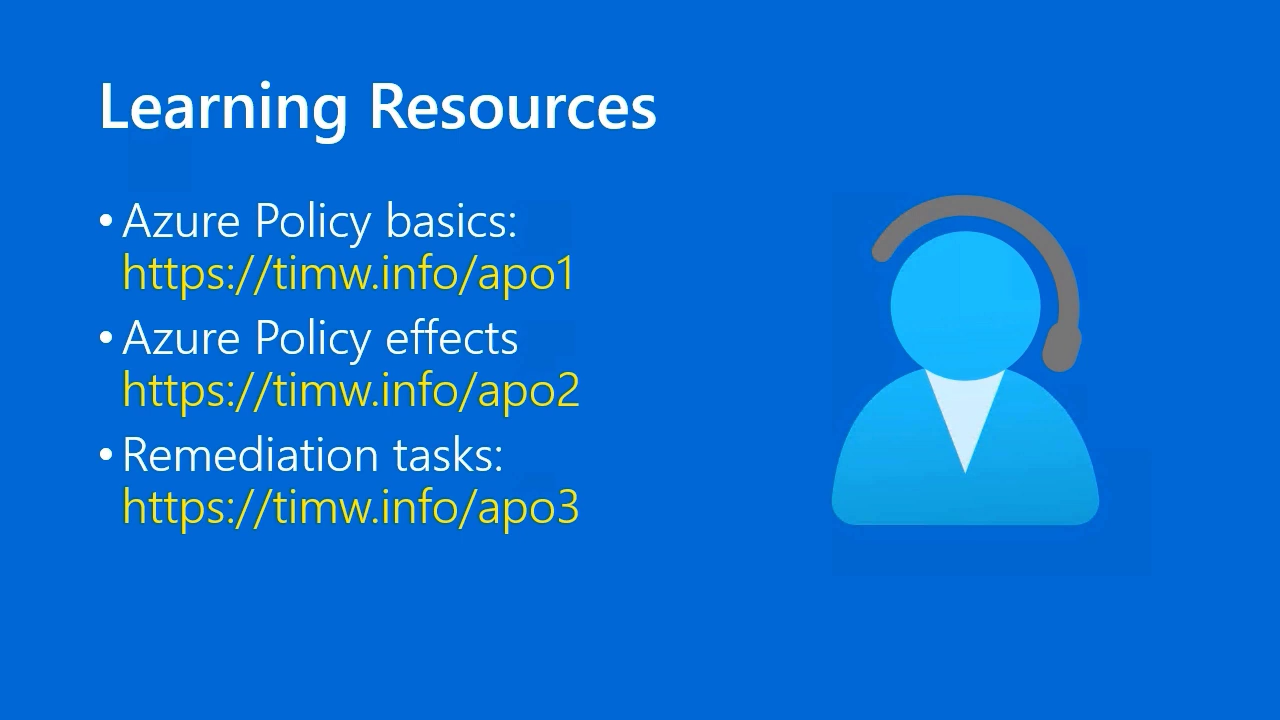 Learning Resources
• Azure Policy basics:
https://timw.info/apo1
• Azure Policy effects
https://timw.info/apo2
• Remediation tasks:
https://timw.info/apo3